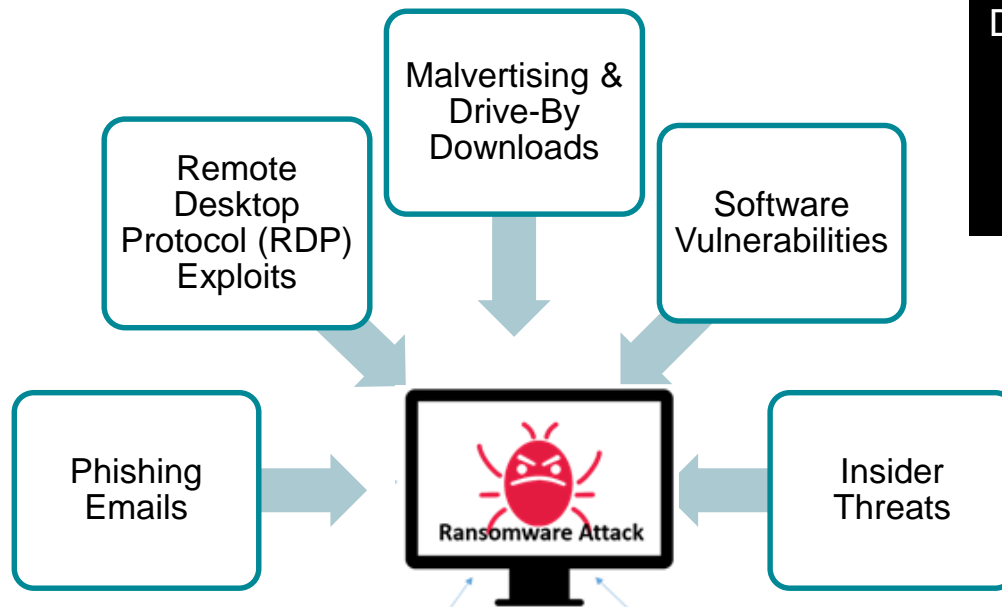 Malvertising &
Drive-By
Downloads
Remote
Desktop
Protocol (RDP)
Exploits
Software
Vulnerabilities
Phishing
Emails
Ransomware Attack
Insider
Threats